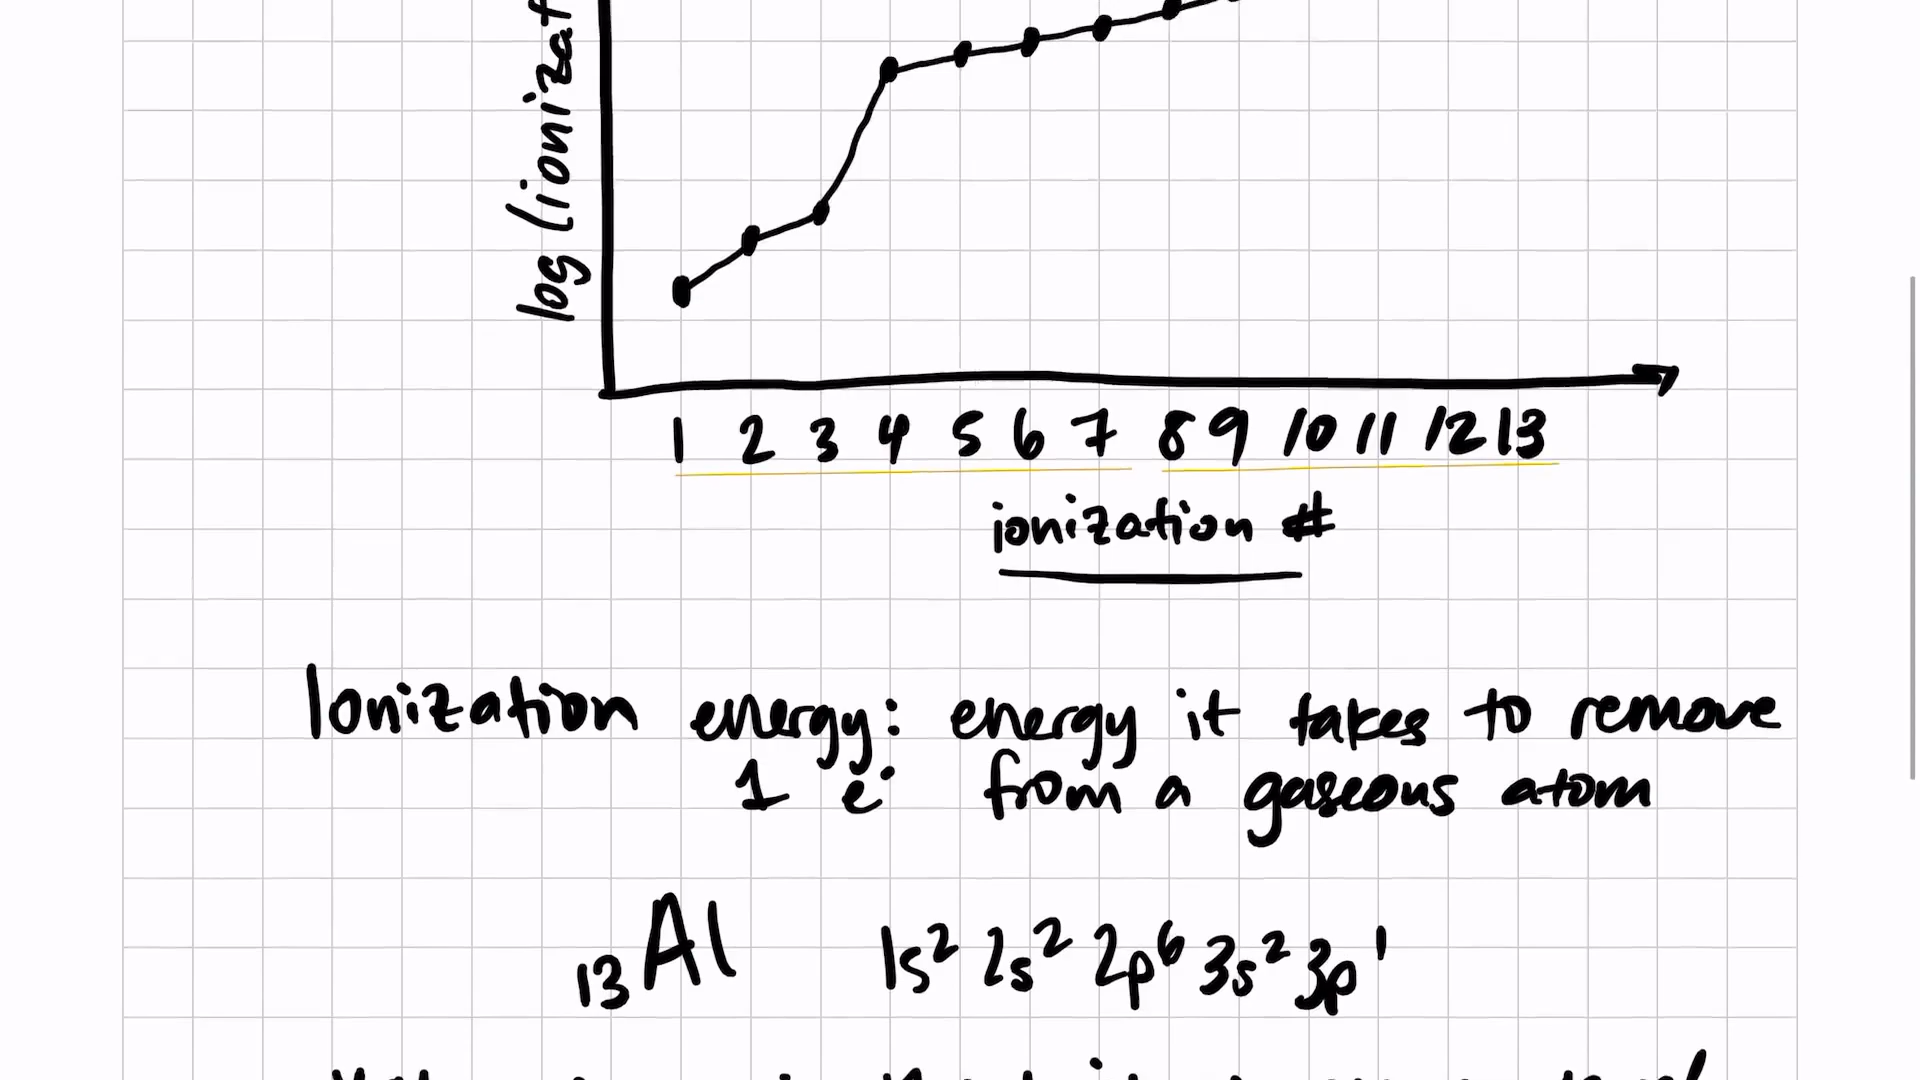 log (ionizat
1 2 3 4 5 6 7 8 9 10 11 12 13
ionization #
Ionization energy: energy it takes to remove
1 e⁻ from a gaseous atom
₁₃Al 1s² 2s² 2p⁶ 3s² 3p¹